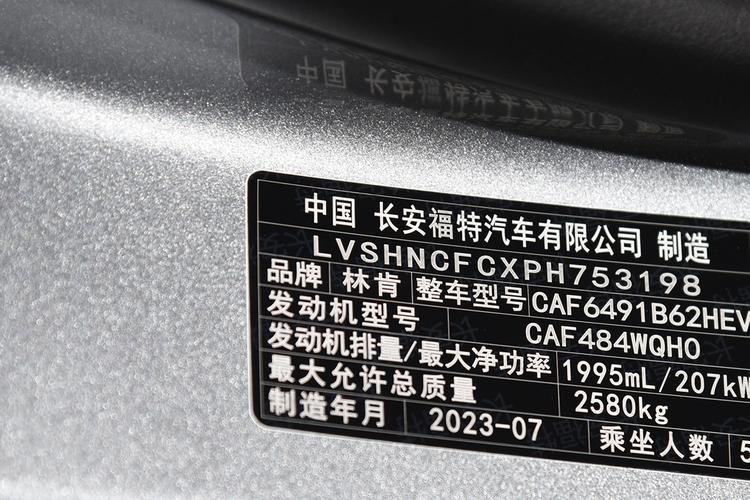 中国 长安福特汽车有限公司 制造
LVSHNCFCXPH753198
品牌 林肯 整车型号 CAF6491B62HEV
发动机型号 CAF484WQH0
发动机排量/最大净功率 1995mL/207kW
最大允许总质量 2580kg
制造年月 2023-07 乘坐人数 5